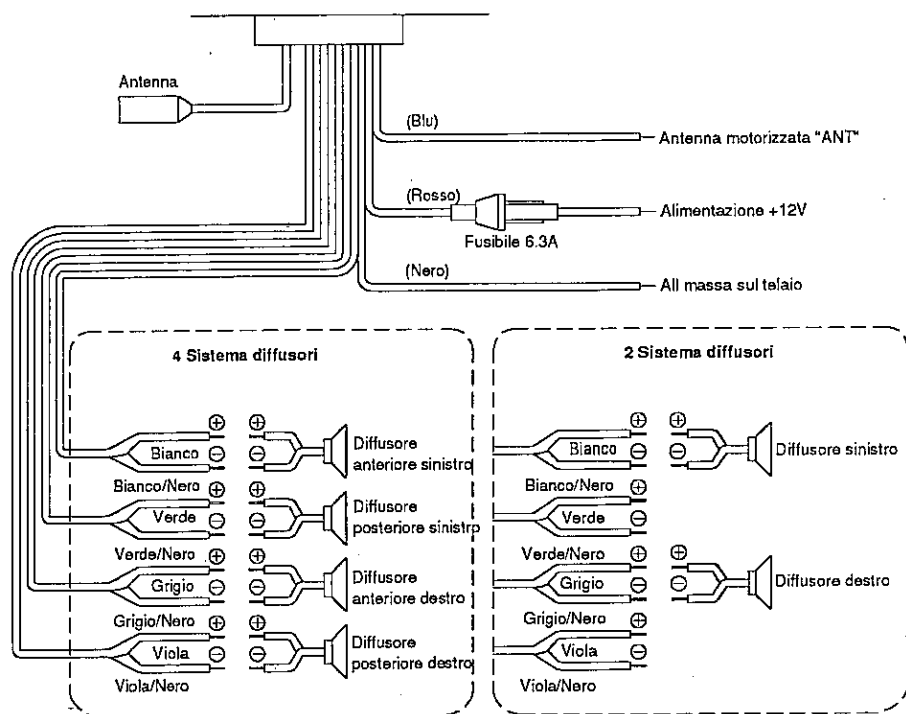 Antenna
(Blu)
Antenna motorizzata "ANT"
(Rosso)
Alimentazione +12V
Fusibile 6.3A
(Nero)
All massa sul telaio
4 Sistema diffusori
⊕ ⊕
Bianco ⊖ ⊖
Diffusore
anteriore sinistro
Bianco/Nero ⊕ ⊕
Verde ⊖ ⊖
Diffusore
posteriore sinistro
Verde/Nero ⊕ ⊕
Grigio ⊖ ⊖
Diffusore
anteriore destro
Grigio/Nero ⊕ ⊕
Viola ⊖ ⊖
Diffusore
posteriore destro
Viola/Nero
2 Sistema diffusori
⊕ ⊕
Bianco ⊖ ⊖
Diffusore sinistro
Bianco/Nero ⊕
Verde ⊖
Verde/Nero ⊕ ⊕
Grigio ⊖ ⊖
Diffusore destro
Grigio/Nero ⊕
Viola ⊖
Viola/Nero